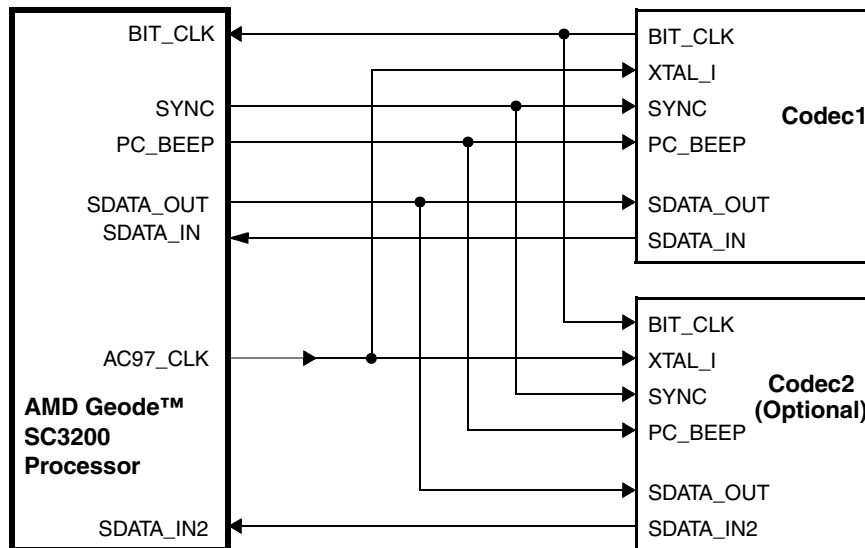 BIT_CLK
SYNC
PC_BEEP
SDATA_OUT
SDATA_IN
AC97_CLK
AMD Geode™
SC3200
Processor
SDATA_IN2
BIT_CLK
XTAL_I
SYNC
Codec1
PC_BEEP
SDATA_OUT
SDATA_IN
BIT_CLK
XTAL_I
SYNC
Codec2
(Optional)
PC_BEEP
SDATA_OUT
SDATA_IN2